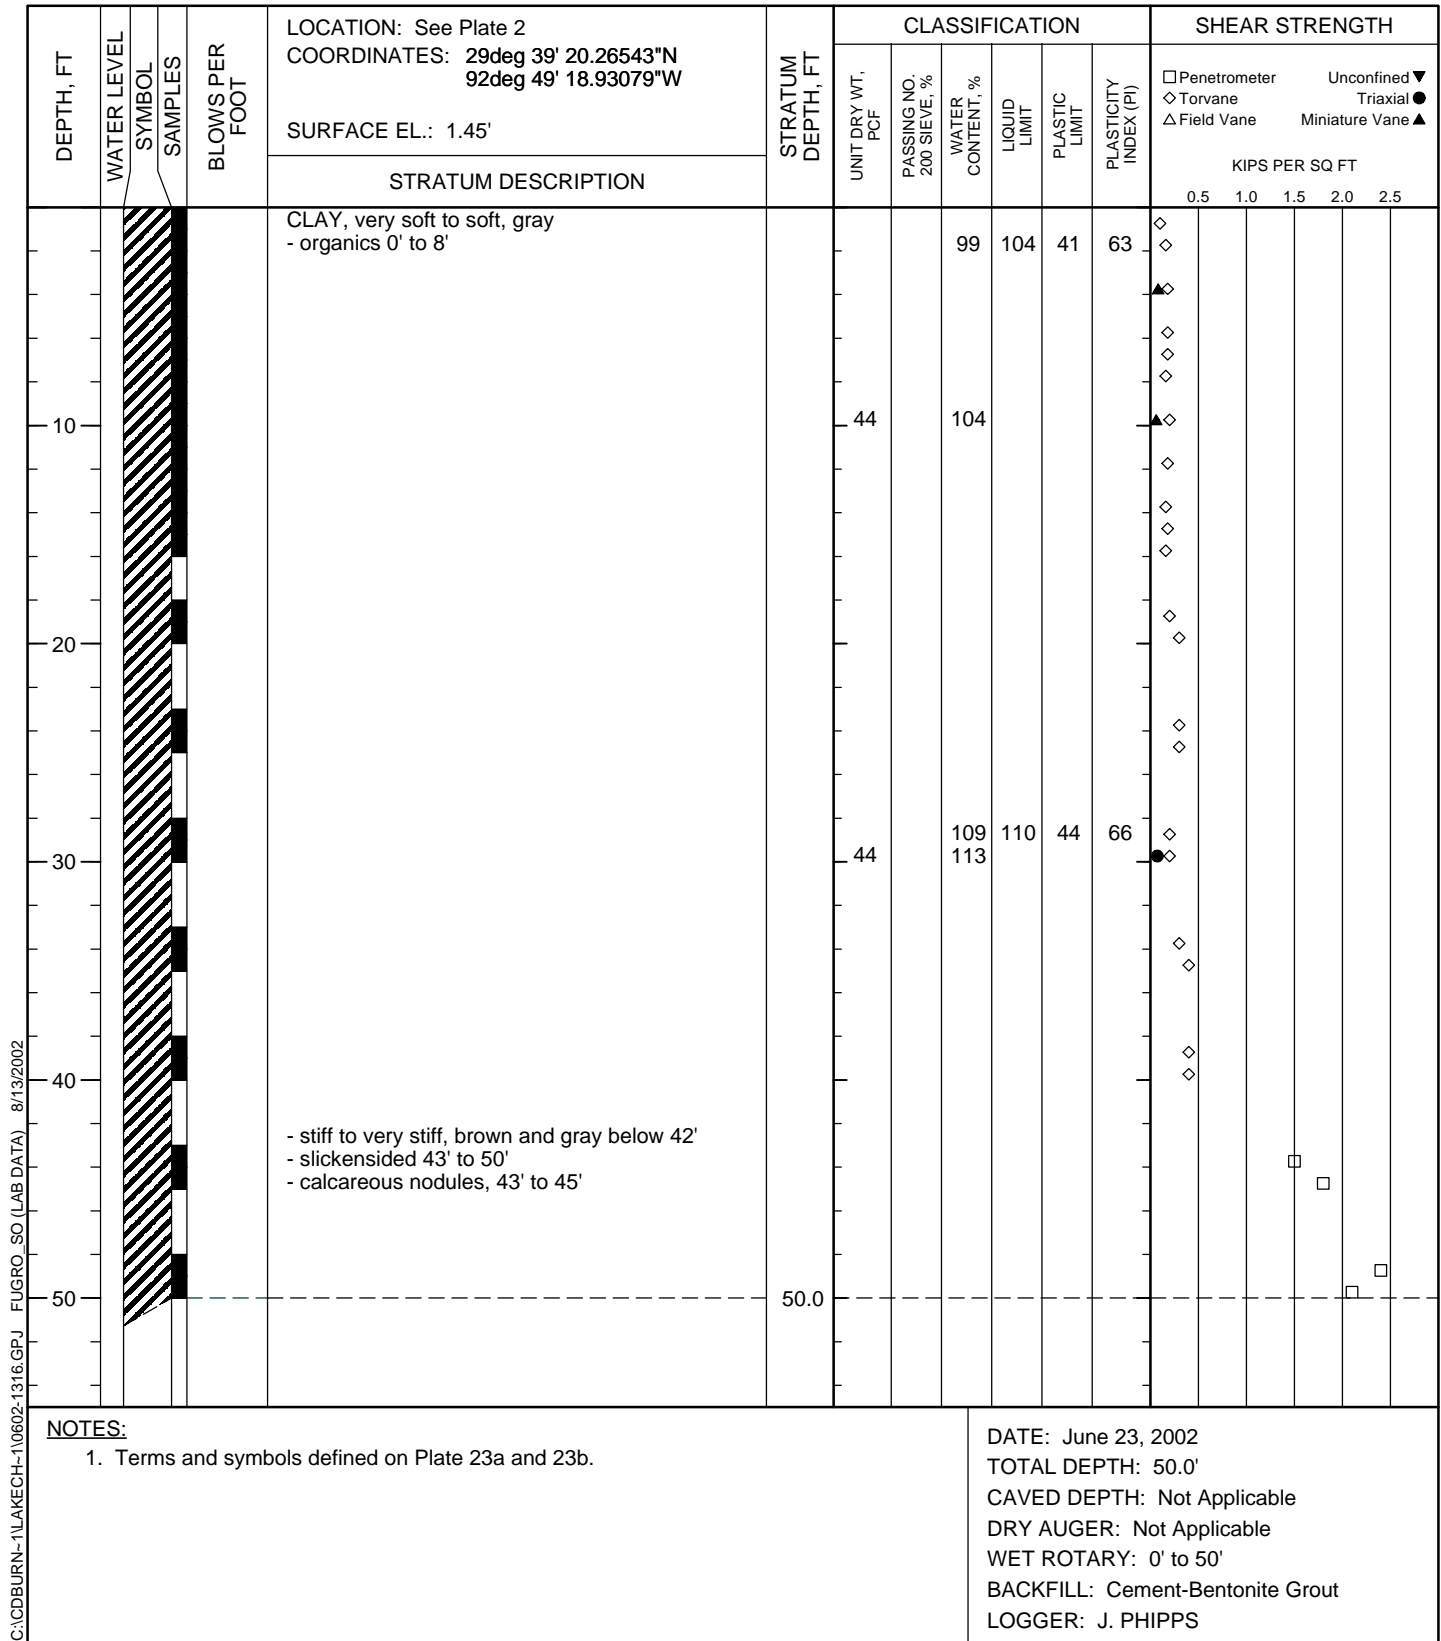 DEPTH, FT
WATER LEVEL
SYMBOL
SAMPLES
BLOWS PER
FOOT
LOCATION: See Plate 2
COORDINATES: 29deg 39' 20.26543"N
92deg 49' 18.93079"W
SURFACE EL.: 1.45'
STRATUM DESCRIPTION
STRATUM
DEPTH, FT
CLASSIFICATION
UNIT DRY WT,
PCF
PASSING NO.
200 SIEVE, %
WATER
CONTENT, %
LIQUID
LIMIT
PLASTIC
LIMIT
PLASTICITY
INDEX (PI)
SHEAR STRENGTH
□ Penetrometer Unconfined ▼
◇ Torvane Triaxial ●
△ Field Vane Miniature Vane ▲
KIPS PER SQ FT
0.5 1.0 1.5 2.0 2.5
CLAY, very soft to soft, gray
- organics 0' to 8'
99 104 41 63
10 44 104
20
109 110 44 66
30 44 113
40
- stiff to very stiff, brown and gray below 42'
- slickensided 43' to 50'
- calcareous nodules, 43' to 45'
50 50.0
NOTES:
1. Terms and symbols defined on Plate 23a and 23b.
DATE: June 23, 2002
TOTAL DEPTH: 50.0'
CAVED DEPTH: Not Applicable
DRY AUGER: Not Applicable
WET ROTARY: 0' to 50'
BACKFILL: Cement-Bentonite Grout
LOGGER: J. PHIPPS
C:\CDBURN~1\LAKECH~1\0602-1316.GPJ FUGRO_SO (LAB DATA) 8/13/2002